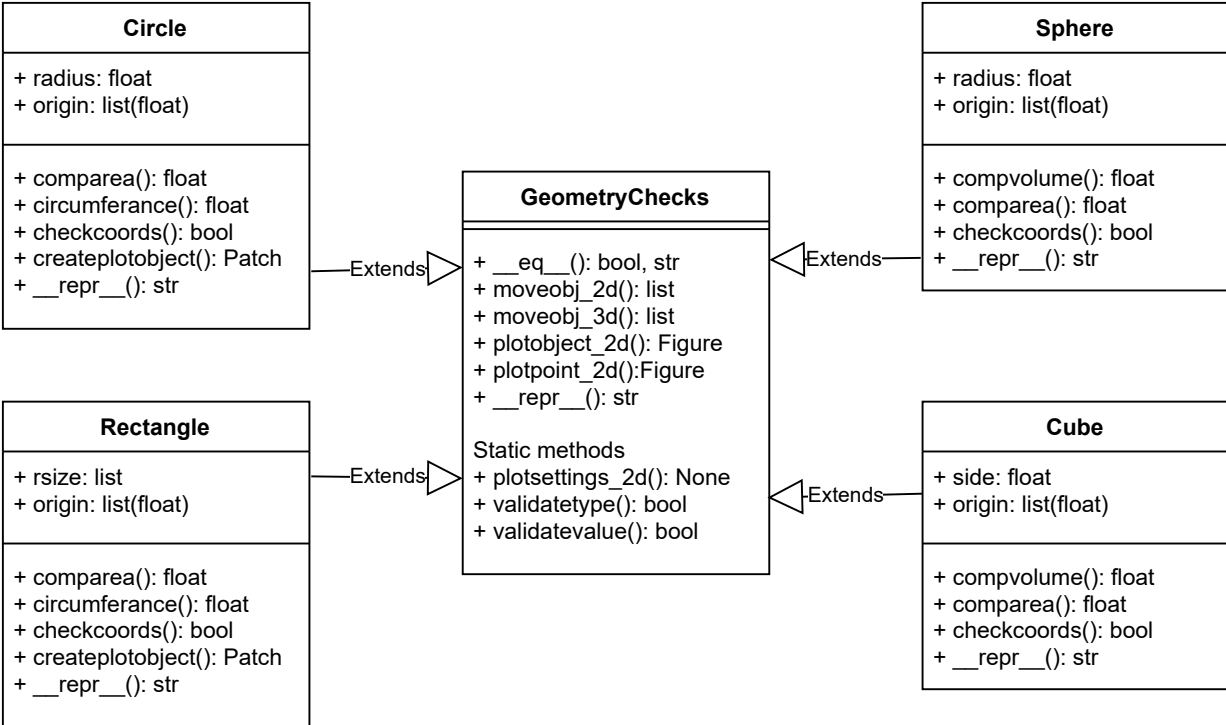 Circle
+ radius: float
+ origin: list(float)
+ comparea(): float
+ circumferance(): float
+ checkcoords(): bool
+ createplotobject(): Patch
+ __repr__(): str
Extends
Rectangle
+ rsize: list
+ origin: list(float)
+ comparea(): float
+ circumferance(): float
+ checkcoords(): bool
+ createplotobject(): Patch
+ __repr__(): str
Extends
GeometryChecks
+ __eq__(): bool, str
+ moveobj_2d(): list
+ moveobj_3d(): list
+ plotobject_2d(): Figure
+ plotpoint_2d():Figure
+ __repr__(): str
Static methods
+ plotsettings_2d(): None
+ validatetype(): bool
+ validatevalue(): bool
Sphere
+ radius: float
+ origin: list(float)
+ compvolume(): float
+ comparea(): float
+ checkcoords(): bool
+ __repr__(): str
Extends
Cube
+ side: float
+ origin: list(float)
+ compvolume(): float
+ comparea(): float
+ checkcoords(): bool
+ __repr__(): str
Extends